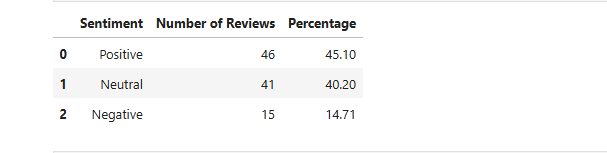 Sentiment Number of Reviews Percentage
0 Positive 46 45.10
1 Neutral 41 40.20
2 Negative 15 14.71